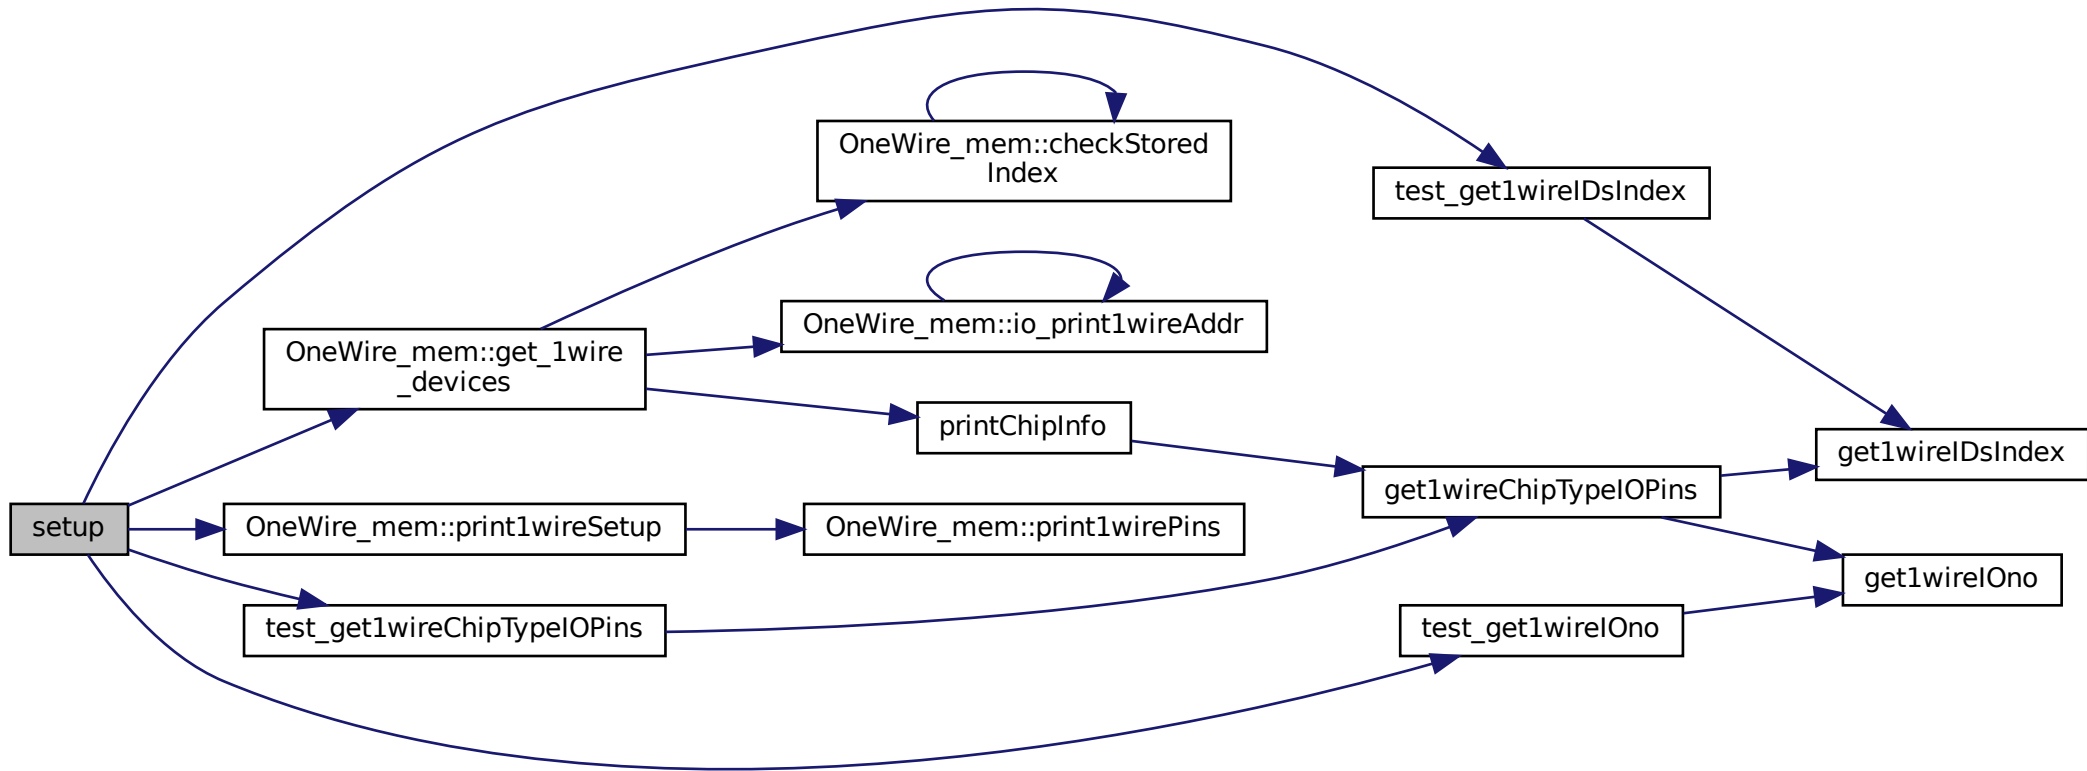 OneWire_mem::checkStored
Index
test_get1wireIDsIndex
OneWire_mem::io_print1wireAddr
OneWire_mem::get_1wire
_devices
printChipInfo
get1wireIDsIndex
get1wireChipTypeIOPins
setup
OneWire_mem::print1wireSetup
OneWire_mem::print1wirePins
get1wireIOno
test_get1wireChipTypeIOPins
test_get1wireIOno